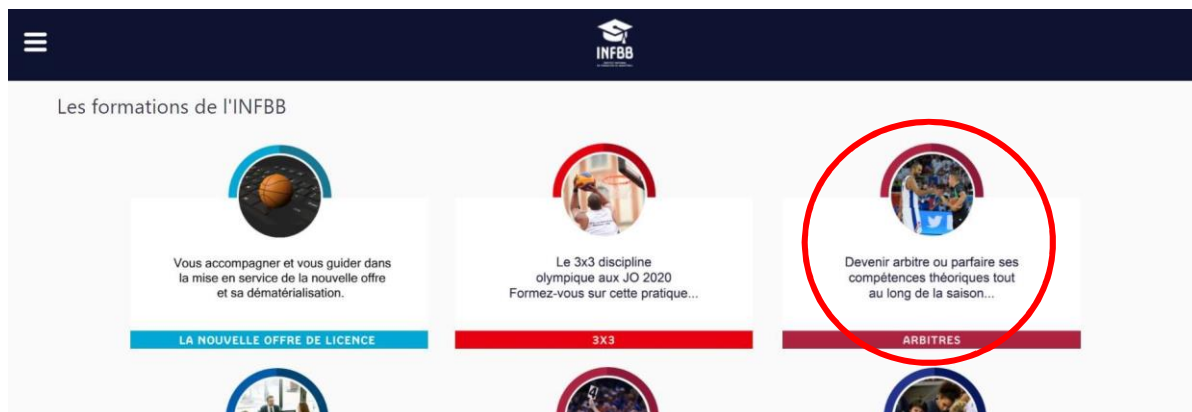 INFBB
Les formations de l'INFBB
Vous accompagner et vous guider dans
la mise en service de la nouvelle offre
et sa dématérialisation.
LA NOUVELLE OFFRE DE LICENCE
Le 3x3 discipline
olympique aux JO 2020
Formez-vous sur cette pratique...
3X3
Devenir arbitre ou parfaire ses
compétences théoriques tout
au long de la saison...
ARBITRES